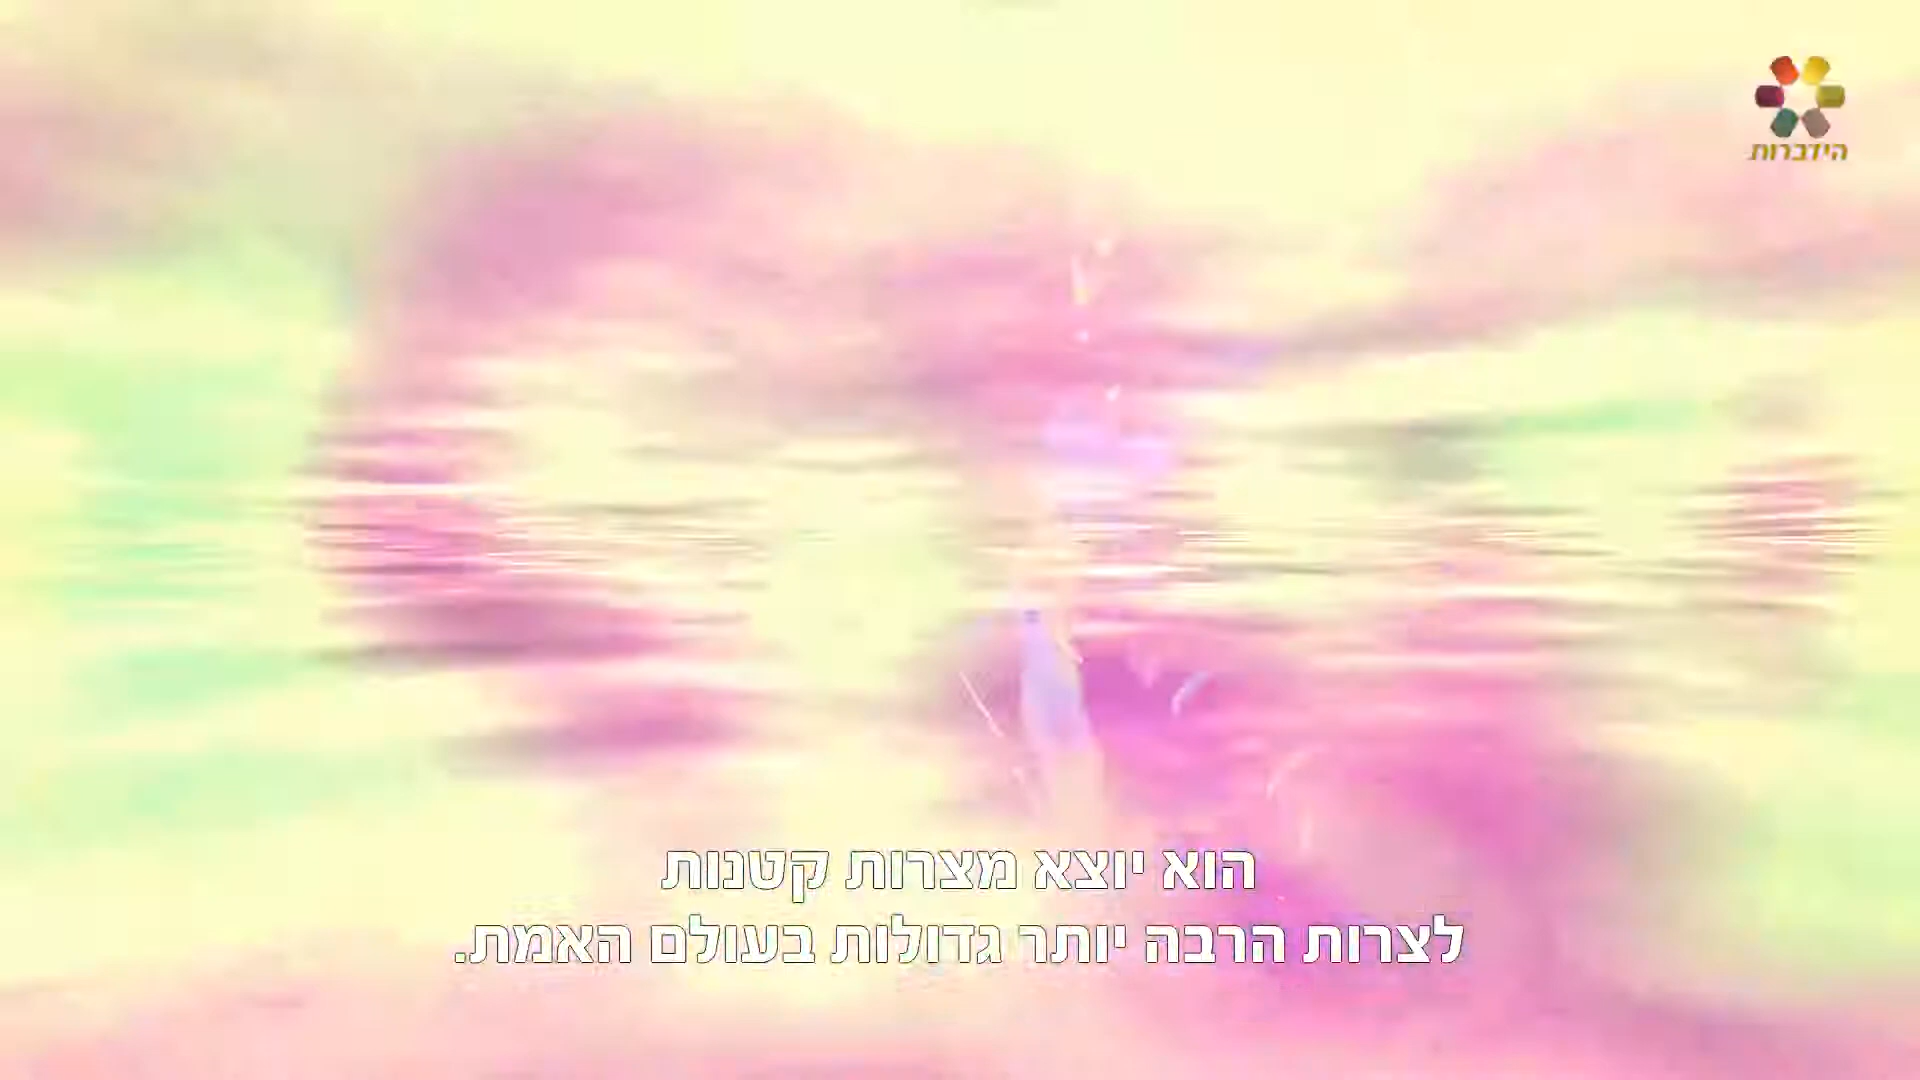 הידברות
הוא יוצא מצרות קטנות
לצרות הרבה יותר גדולות בעולם האמת.